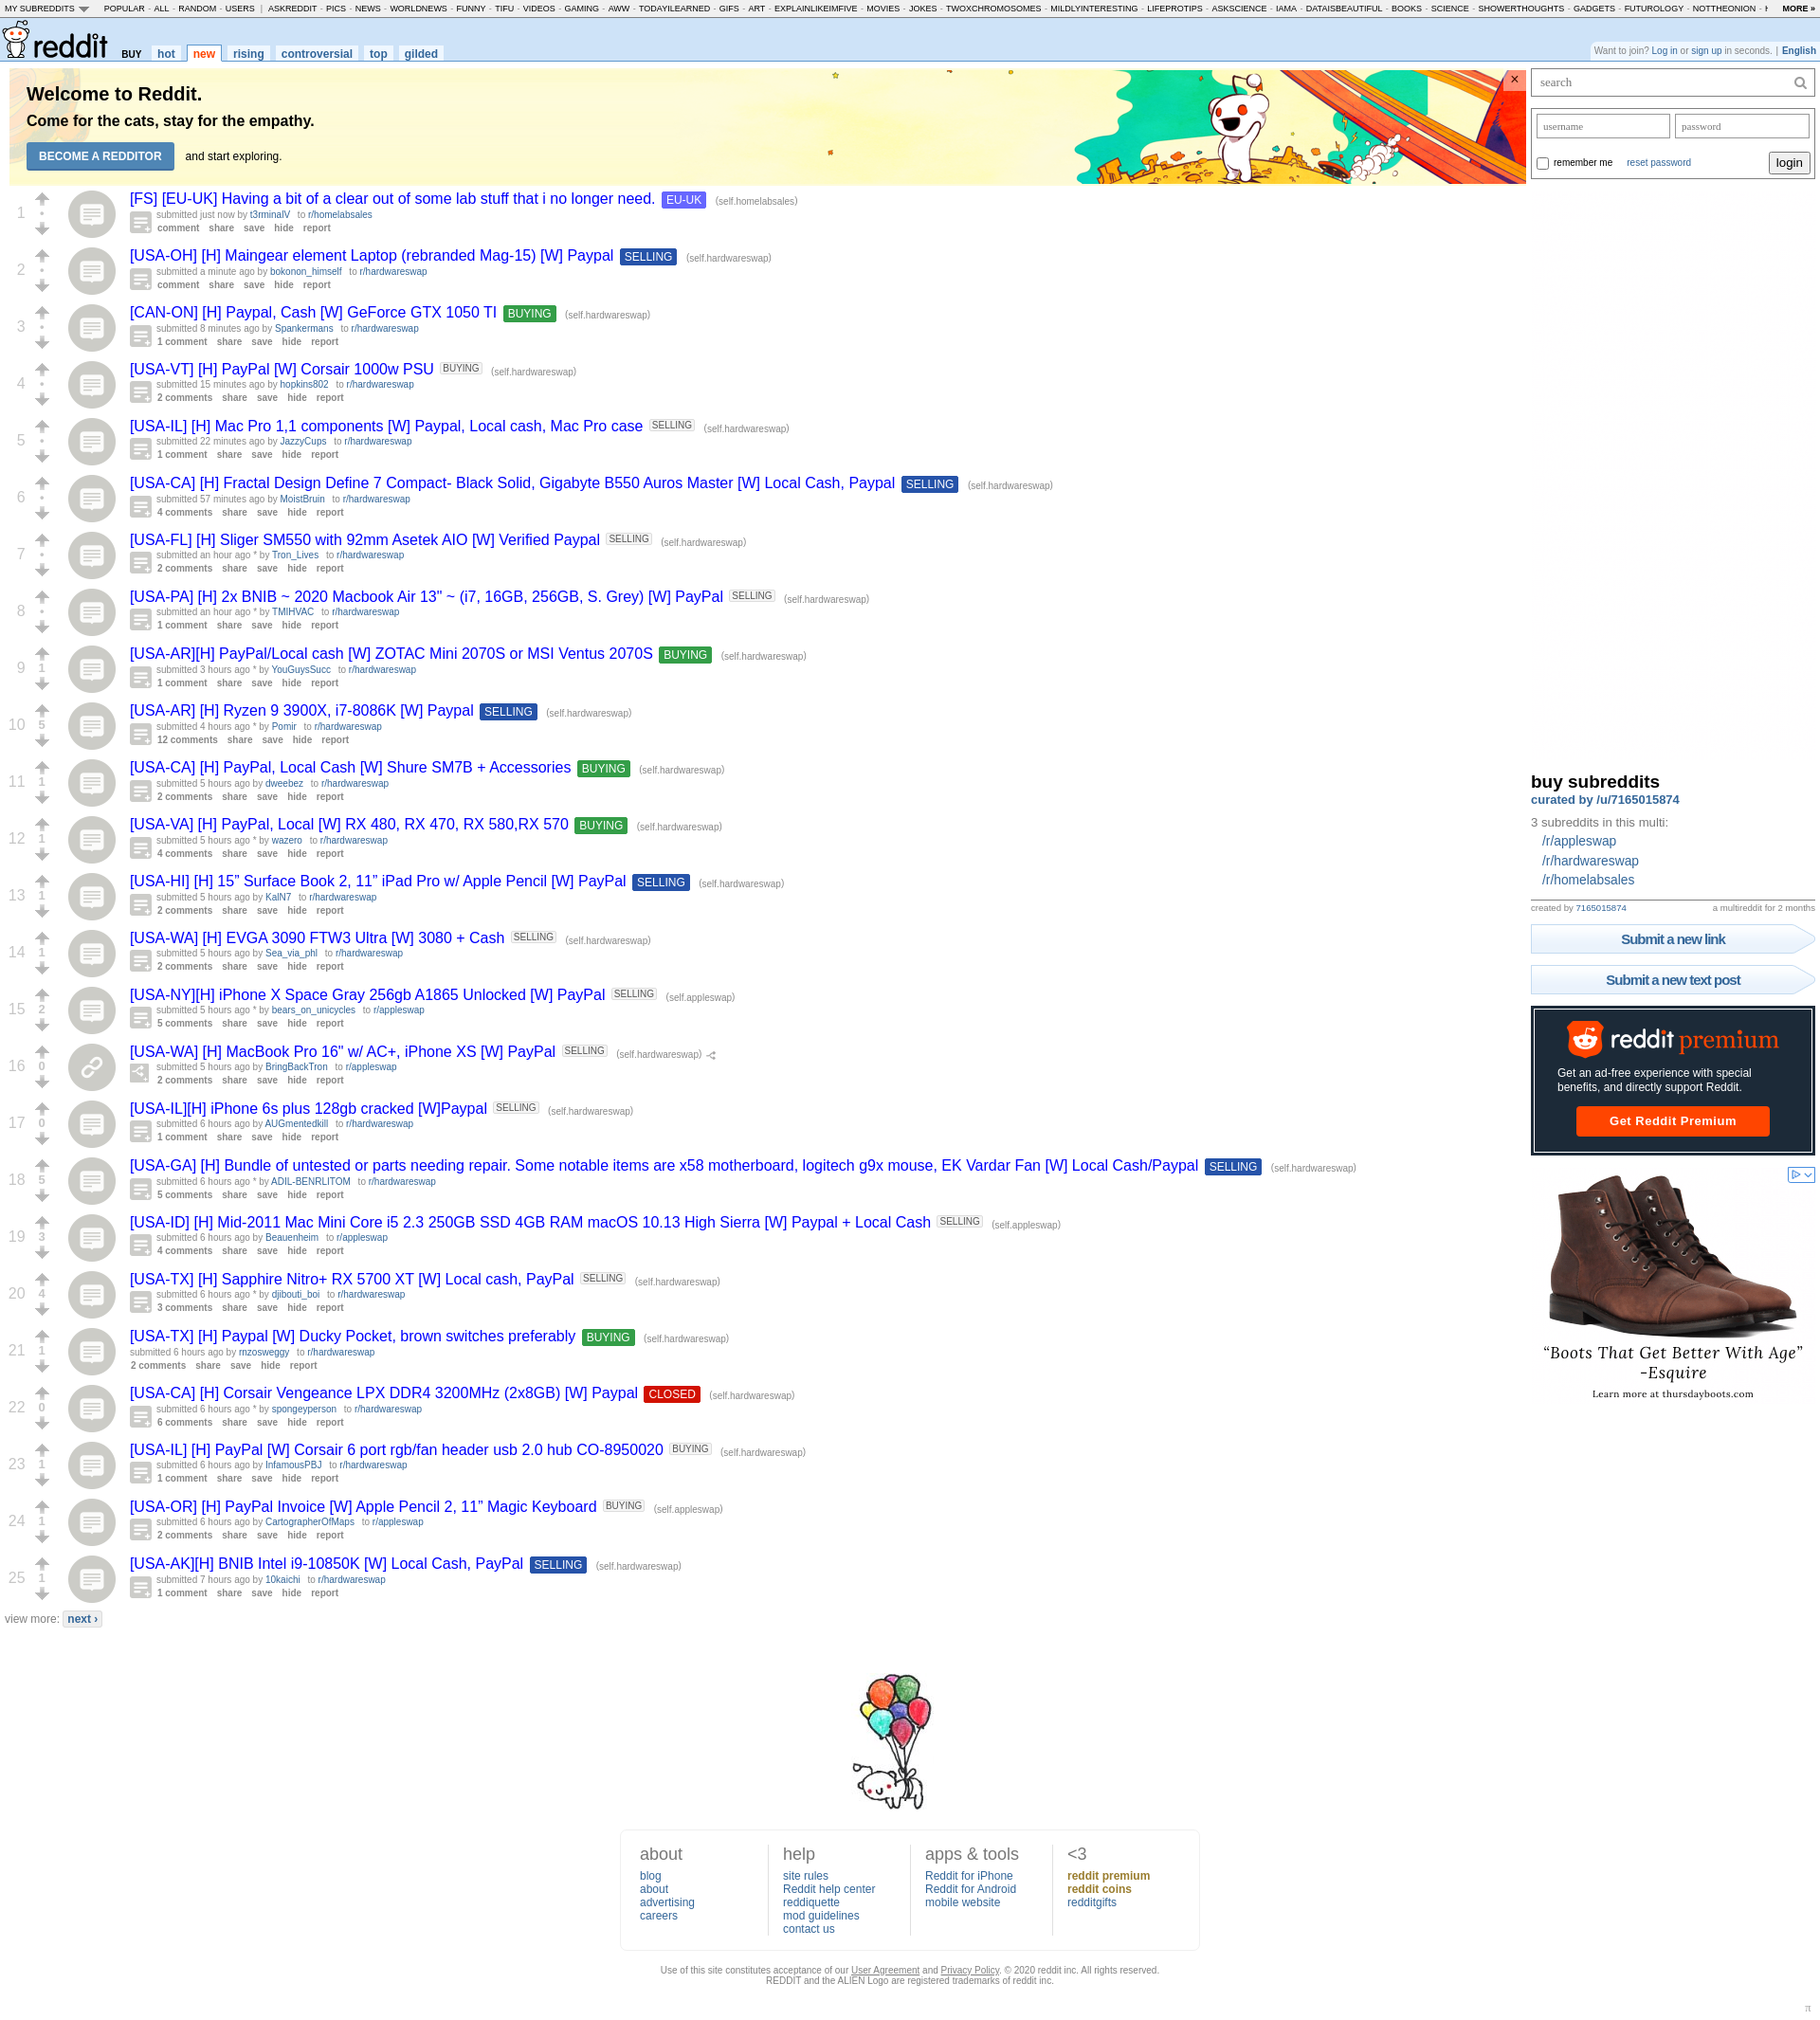 MY SUBREDDITS POPULAR - ALL - RANDOM - USERS | ASKREDDIT - PICS - NEWS - WORLDNEWS - FUNNY - TIFU - VIDEOS - GAMING - AWW - TODAYILEARNED - GIFS - ART - EXPLAINLIKEIMFIVE - MOVIES - JOKES - TWOXCHROMOSOMES - MILDLYINTERESTING - LIFEPROTIPS - ASKSCIENCE - IAMA - DATAISBEAUTIFUL - BOOKS - SCIENCE - SHOWERTHOUGHTS - GADGETS - FUTUROLOGY - NOTTHEONION - MORE »
reddit BUY hot new rising controversial top gilded
Want to join? Log in or sign up in seconds. | English
Welcome to Reddit.
Come for the cats, stay for the empathy.
BECOME A REDDITOR and start exploring.
×
search
username password
remember me reset password login
1 [FS] [EU-UK] Having a bit of a clear out of some lab stuff that i no longer need. EU-UK (self.homelabsales)
submitted just now by t3rminalV to r/homelabsales
comment share save hide report
2 [USA-OH] [H] Maingear element Laptop (rebranded Mag-15) [W] Paypal SELLING (self.hardwareswap)
submitted a minute ago by bokonon_himself to r/hardwareswap
comment share save hide report
3 [CAN-ON] [H] Paypal, Cash [W] GeForce GTX 1050 TI BUYING (self.hardwareswap)
submitted 8 minutes ago by Spankermans to r/hardwareswap
1 comment share save hide report
4 [USA-VT] [H] PayPal [W] Corsair 1000w PSU BUYING (self.hardwareswap)
submitted 15 minutes ago by hopkins802 to r/hardwareswap
2 comments share save hide report
5 [USA-IL] [H] Mac Pro 1,1 components [W] Paypal, Local cash, Mac Pro case SELLING (self.hardwareswap)
submitted 22 minutes ago by JazzyCups to r/hardwareswap
1 comment share save hide report
6 [USA-CA] [H] Fractal Design Define 7 Compact- Black Solid, Gigabyte B550 Auros Master [W] Local Cash, Paypal SELLING (self.hardwareswap)
submitted 57 minutes ago by MoistBruin to r/hardwareswap
4 comments share save hide report
7 [USA-FL] [H] Sliger SM550 with 92mm Asetek AIO [W] Verified Paypal SELLING (self.hardwareswap)
submitted an hour ago * by Tron_Lives to r/hardwareswap
2 comments share save hide report
8 [USA-PA] [H] 2x BNIB ~ 2020 Macbook Air 13" ~ (i7, 16GB, 256GB, S. Grey) [W] PayPal SELLING (self.hardwareswap)
submitted an hour ago * by TMIHVAC to r/hardwareswap
1 comment share save hide report
9 1 [USA-AR][H] PayPal/Local cash [W] ZOTAC Mini 2070S or MSI Ventus 2070S BUYING (self.hardwareswap)
submitted 3 hours ago * by YouGuysSucc to r/hardwareswap
1 comment share save hide report
10 5 [USA-AR] [H] Ryzen 9 3900X, i7-8086K [W] Paypal SELLING (self.hardwareswap)
submitted 4 hours ago * by Pomir to r/hardwareswap
12 comments share save hide report
11 1 [USA-CA] [H] PayPal, Local Cash [W] Shure SM7B + Accessories BUYING (self.hardwareswap)
submitted 5 hours ago by dweebez to r/hardwareswap
2 comments share save hide report
12 1 [USA-VA] [H] PayPal, Local [W] RX 480, RX 470, RX 580,RX 570 BUYING (self.hardwareswap)
submitted 5 hours ago * by wazero to r/hardwareswap
4 comments share save hide report
13 1 [USA-HI] [H] 15” Surface Book 2, 11” iPad Pro w/ Apple Pencil [W] PayPal SELLING (self.hardwareswap)
submitted 5 hours ago by KalN7 to r/hardwareswap
2 comments share save hide report
14 1 [USA-WA] [H] EVGA 3090 FTW3 Ultra [W] 3080 + Cash SELLING (self.hardwareswap)
submitted 5 hours ago by Sea_via_phl to r/hardwareswap
2 comments share save hide report
15 2 [USA-NY][H] iPhone X Space Gray 256gb A1865 Unlocked [W] PayPal SELLING (self.appleswap)
submitted 5 hours ago * by bears_on_unicycles to r/appleswap
5 comments share save hide report
16 0 [USA-WA] [H] MacBook Pro 16" w/ AC+, iPhone XS [W] PayPal SELLING (self.hardwareswap)
submitted 5 hours ago by BringBackTron to r/appleswap
2 comments share save hide report
17 0 [USA-IL][H] iPhone 6s plus 128gb cracked [W]Paypal SELLING (self.hardwareswap)
submitted 6 hours ago by AUGmentedkill to r/hardwareswap
1 comment share save hide report
18 5 [USA-GA] [H] Bundle of untested or parts needing repair. Some notable items are x58 motherboard, logitech g9x mouse, EK Vardar Fan [W] Local Cash/Paypal SELLING (self.hardwareswap)
submitted 6 hours ago * by ADIL-BENRLITOM to r/hardwareswap
5 comments share save hide report
19 3 [USA-ID] [H] Mid-2011 Mac Mini Core i5 2.3 250GB SSD 4GB RAM macOS 10.13 High Sierra [W] Paypal + Local Cash SELLING (self.appleswap)
submitted 6 hours ago by Beauenheim to r/appleswap
4 comments share save hide report
20 4 [USA-TX] [H] Sapphire Nitro+ RX 5700 XT [W] Local cash, PayPal SELLING (self.hardwareswap)
submitted 6 hours ago * by djibouti_boi to r/hardwareswap
3 comments share save hide report
21 1 [USA-TX] [H] Paypal [W] Ducky Pocket, brown switches preferably BUYING (self.hardwareswap)
submitted 6 hours ago by mzosweggy to r/hardwareswap
2 comments share save hide report
22 0 [USA-CA] [H] Corsair Vengeance LPX DDR4 3200MHz (2x8GB) [W] Paypal CLOSED (self.hardwareswap)
submitted 6 hours ago * by spongeyperson to r/hardwareswap
6 comments share save hide report
23 1 [USA-IL] [H] PayPal [W] Corsair 6 port rgb/fan header usb 2.0 hub CO-8950020 BUYING (self.hardwareswap)
submitted 6 hours ago by InfamousPBJ to r/hardwareswap
1 comment share save hide report
24 1 [USA-OR] [H] PayPal Invoice [W] Apple Pencil 2, 11” Magic Keyboard BUYING (self.appleswap)
submitted 6 hours ago by CartographerOfMaps to r/appleswap
2 comments share save hide report
25 1 [USA-AK][H] BNIB Intel i9-10850K [W] Local Cash, PayPal SELLING (self.hardwareswap)
submitted 7 hours ago by 10kaichi to r/hardwareswap
1 comment share save hide report
view more: next ›
buy subreddits
curated by /u/7165015874
3 subreddits in this multi:
/r/appleswap
/r/hardwareswap
/r/homelabsales
created by 7165015874 a multireddit for 2 months
Submit a new link
Submit a new text post
reddit premium
Get an ad-free experience with special
benefits, and directly support Reddit.
Get Reddit Premium
“Boots That Get Better With Age”
-Esquire
Learn more at thursdayboots.com
about
blog
about
advertising
careers
help
site rules
Reddit help center
reddiquette
mod guidelines
contact us
apps & tools
Reddit for iPhone
Reddit for Android
mobile website
<3
reddit premium
reddit coins
redditgifts
Use of this site constitutes acceptance of our User Agreement and Privacy Policy. © 2020 reddit inc. All rights reserved.
REDDIT and the ALIEN Logo are registered trademarks of reddit inc.
π